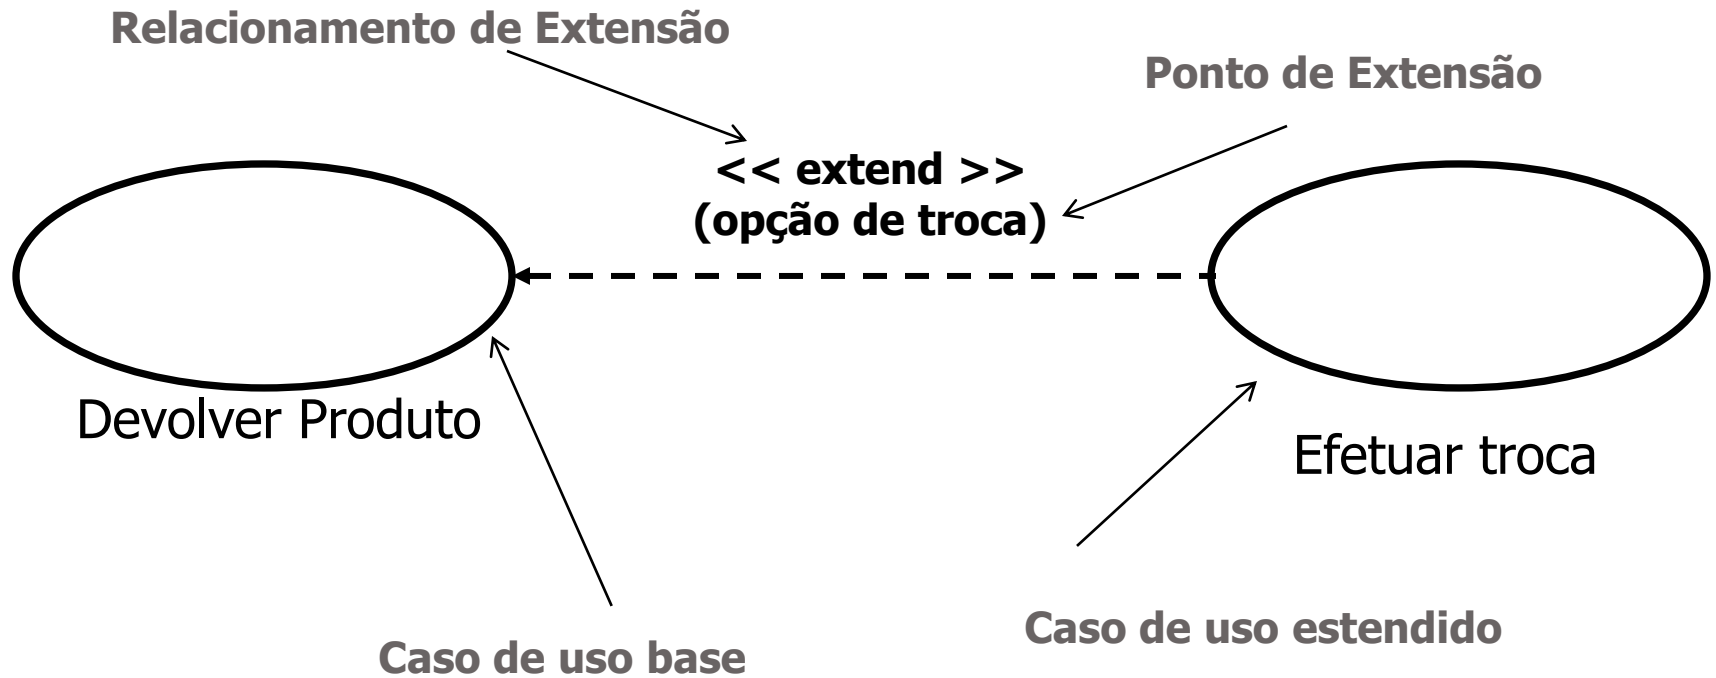 Relacionamento de Extensão
Ponto de Extensão
<< extend >>
(opção de troca)
Devolver Produto
Efetuar troca
Caso de uso estendido
Caso de uso base